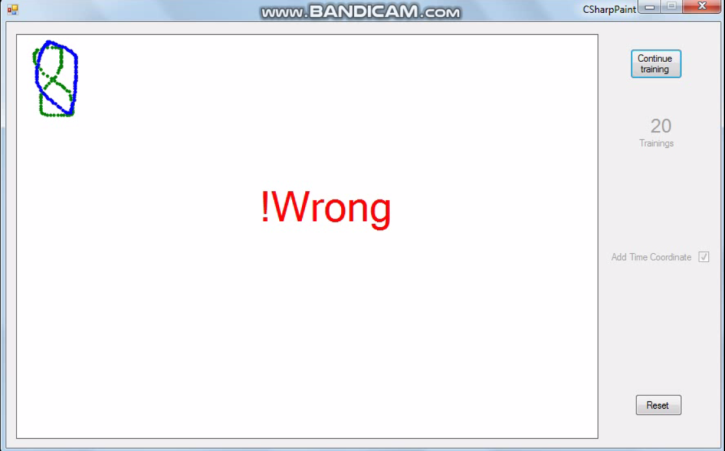 www.BANDICAM.com
CSharpPaint
Continue
training
20
Trainings
!Wrong
Add Time Coordinate
Reset